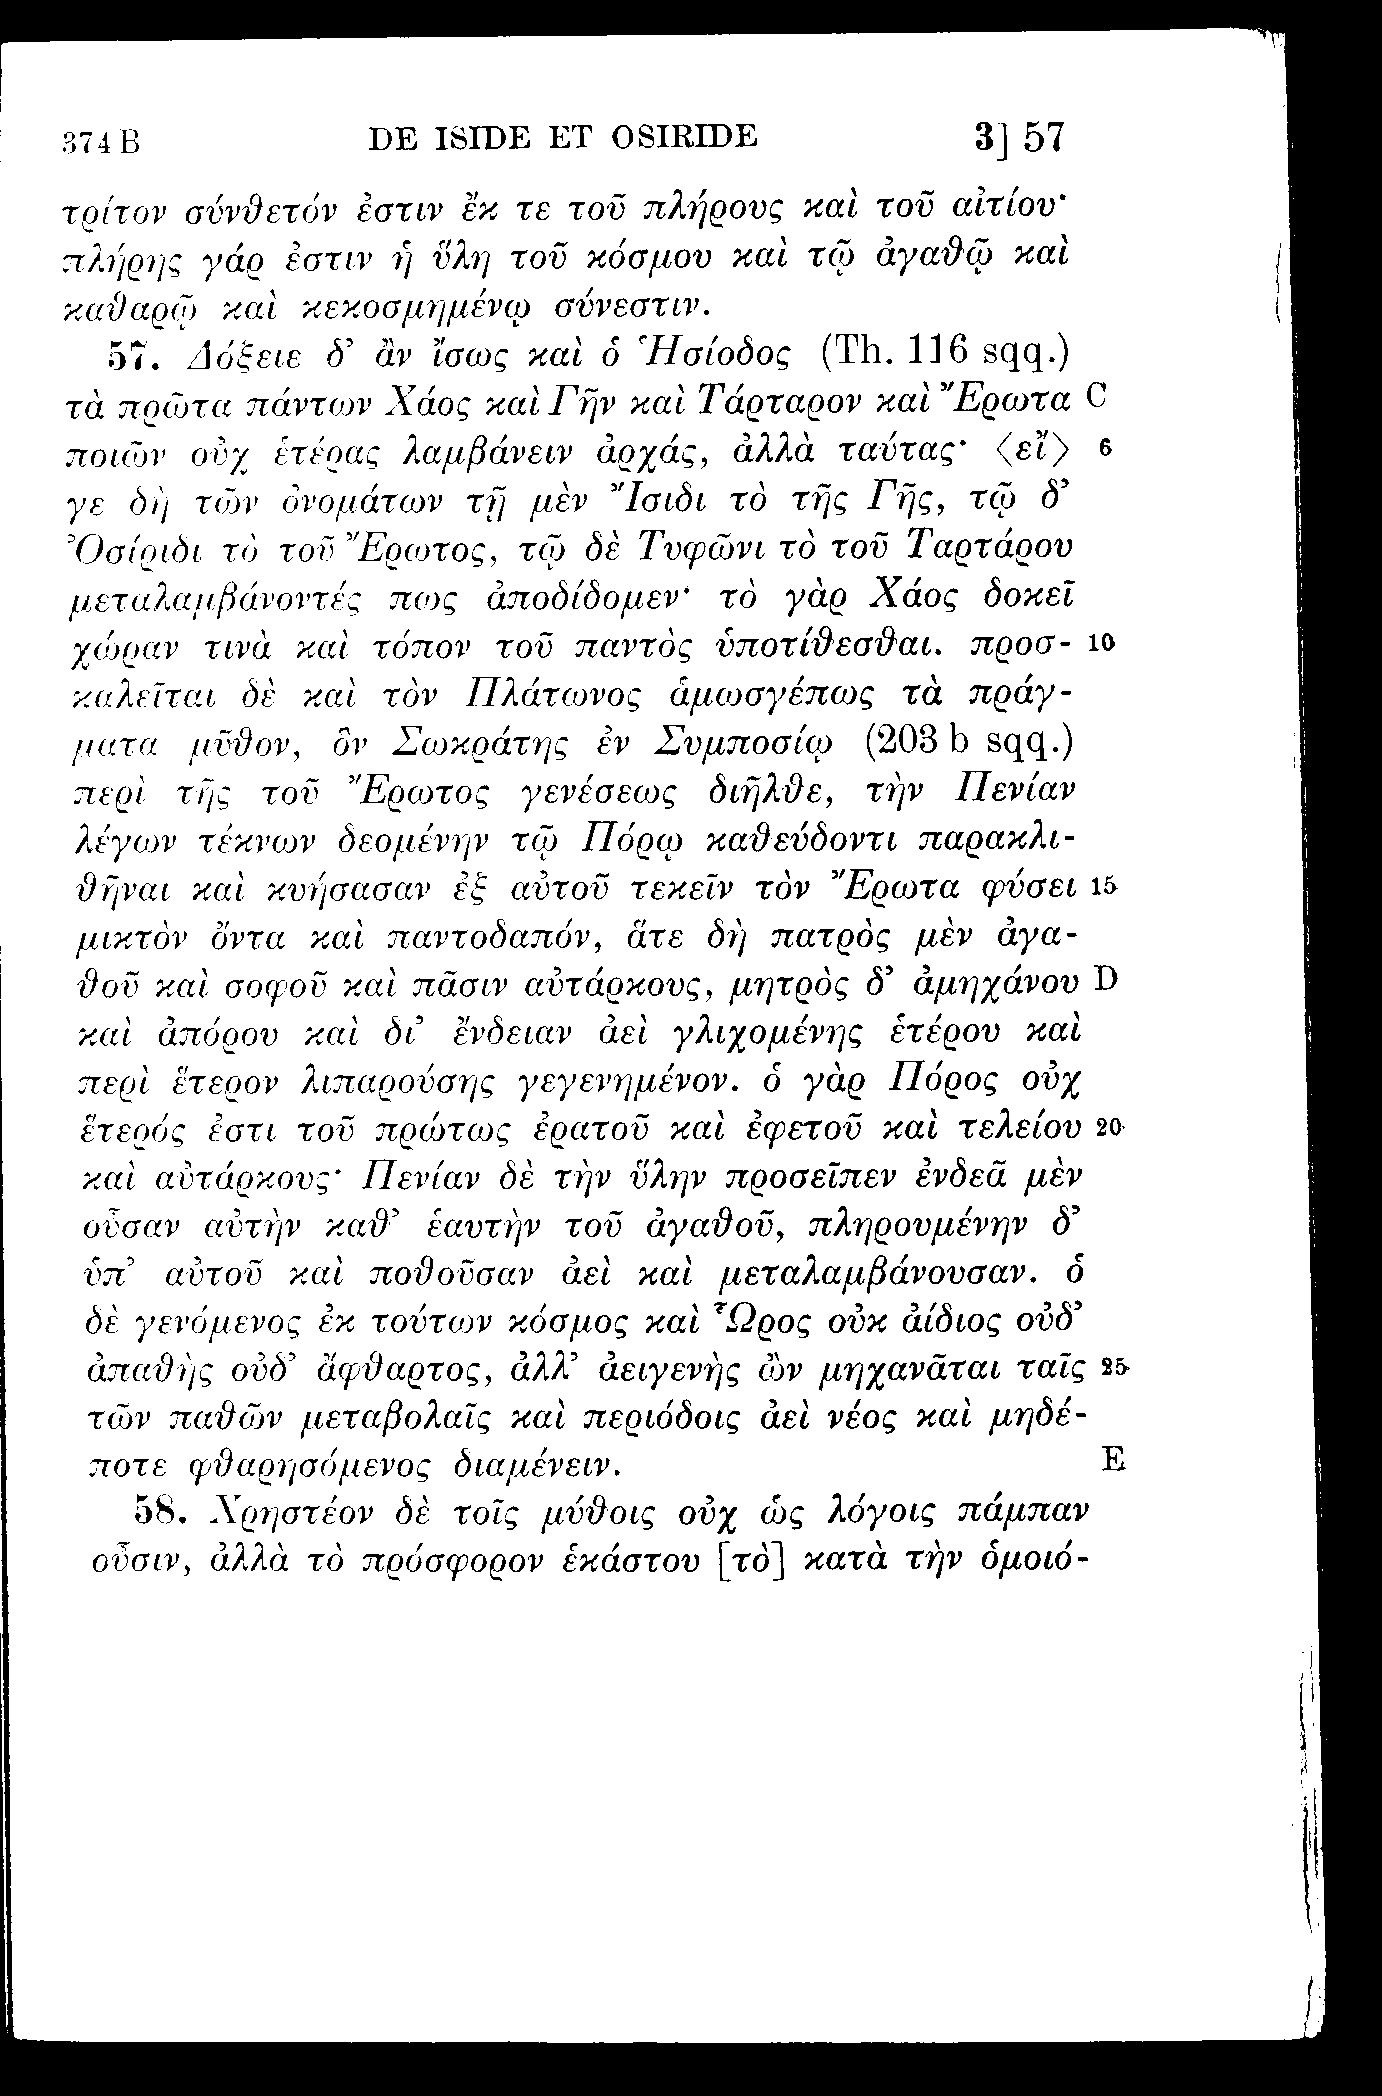 374 B DE ISIDE ET OSIRIDE 3] 57
τρίτον σύνθετόν ἐστιν ἔκ τε τοῦ πλήρους καὶ τοῦ αἰτίου·
πλήρης γάρ ἐστιν ἡ ὕλη τοῦ κόσμου καὶ τῷ ἀγαθῷ καὶ
καθαρῷ καὶ κεκοσμημένῳ σύνεστιν.
57. Δόξειε δ’ ἂν ἴσως καὶ ὁ Ἡσίοδος (Th. 116 sqq.)
τὰ πρῶτα πάντων Χάος καὶ Γῆν καὶ Τάρταρον καὶ Ἔρωτα C
ποιῶν οὐχ ἑτέρας λαμβάνειν ἀρχάς, ἀλλὰ ταύτας· ⟨εἴ⟩ 6
γε δὴ τῶν ὀνομάτων τῇ μὲν Ἴσιδι τὸ τῆς Γῆς, τῷ δ’
Ὀσίριδι τὸ τοῦ Ἔρωτος, τῷ δὲ Τυφῶνι τὸ τοῦ Ταρτάρου
μεταλαμβάνοντές πως ἀποδίδομεν· τὸ γὰρ Χάος δοκεῖ
χώραν τινὰ καὶ τόπον τοῦ παντὸς ὑποτίθεσθαι. προσ- 10
καλεῖται δὲ καὶ τὸν Πλάτωνος ἁμωσγέπως τὰ πράγ-
ματα μῦθον, ὃν Σωκράτης ἐν Συμποσίῳ (203 b sqq.)
περὶ τῆς τοῦ Ἔρωτος γενέσεως διῆλθε, τὴν Πενίαν
λέγων τέκνων δεομένην τῷ Πόρῳ καθεύδοντι παρακλι-
θῆναι καὶ κυήσασαν ἐξ αὐτοῦ τεκεῖν τὸν Ἔρωτα φύσει 15
μικτὸν ὄντα καὶ παντοδαπόν, ἅτε δὴ πατρὸς μὲν ἀγα-
θοῦ καὶ σοφοῦ καὶ πᾶσιν αὐτάρκους, μητρὸς δ’ ἀμηχάνου D
καὶ ἀπόρου καὶ δι’ ἔνδειαν ἀεὶ γλιχομένης ἑτέρου καὶ
περὶ ἕτερον λιπαρούσης γεγενημένον. ὁ γὰρ Πόρος οὐχ
ἕτερός ἐστι τοῦ πρώτως ἐρατοῦ καὶ ἐφετοῦ καὶ τελείου 20
καὶ αὐτάρκους· Πενίαν δὲ τὴν ὕλην προσεῖπεν ἐνδεᾶ μὲν
οὖσαν αὐτὴν καθ’ ἑαυτὴν τοῦ ἀγαθοῦ, πληρουμένην δ’
ὑπ’ αὐτοῦ καὶ ποθοῦσαν ἀεὶ καὶ μεταλαμβάνουσαν. ὁ
δὲ γενόμενος ἐκ τούτων κόσμος καὶ Ὧρος οὐκ ἀίδιος οὐδ’
ἀπαθὴς οὐδ’ ἄφθαρτος, ἀλλ’ ἀειγενὴς ὢν μηχανᾶται ταῖς 25
τῶν παθῶν μεταβολαῖς καὶ περιόδοις ἀεὶ νέος καὶ μηδέ-
ποτε φθαρησόμενος διαμένειν. E
58. Χρηστέον δὲ τοῖς μύθοις οὐχ ὡς λόγοις πάμπαν
οὖσιν, ἀλλὰ τὸ πρόσφορον ἑκάστου [τὸ] κατὰ τὴν ὁμοιό-